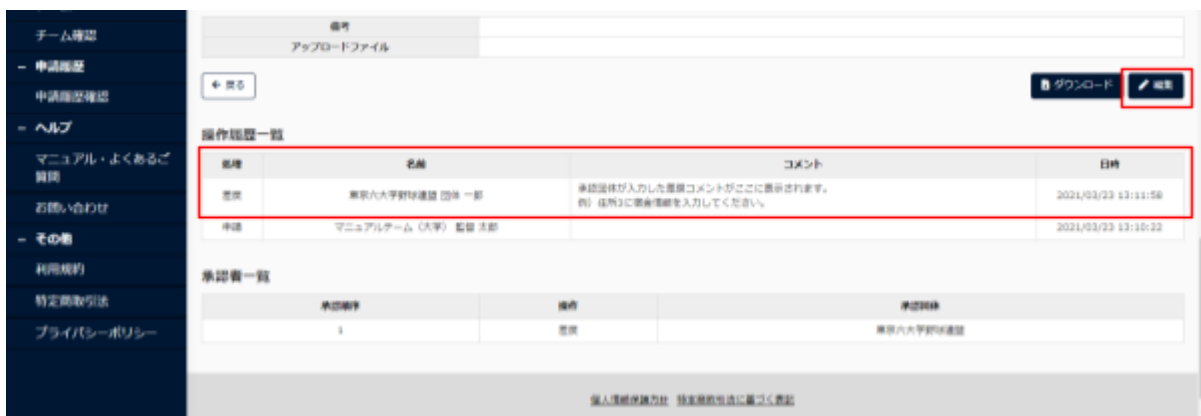 チーム確認
− 申請履歴
申請履歴確認
− ヘルプ
マニュアル・よくあるご
質問
お問い合わせ
− その他
利用規約
特定商取引法
プライバシーポリシー
備考
アップロードファイル
戻る
ダウンロード
編集
操作履歴一覧
処理 名前 コメント 日時
差戻 東京六大学野球連盟 団体 一郎 承認団体が入力した差戻コメントがここに表示されます。 2021/03/23 13:11:58
例）住所3に宿舎情報を入力してください。
申請 マニュアルチーム（大学） 監督 太郎 2021/03/23 13:10:22
承認者一覧
承認順序 操作 承認団体
1 差戻 東京六大学野球連盟
個人情報保護方針 特定商取引法に基づく表記